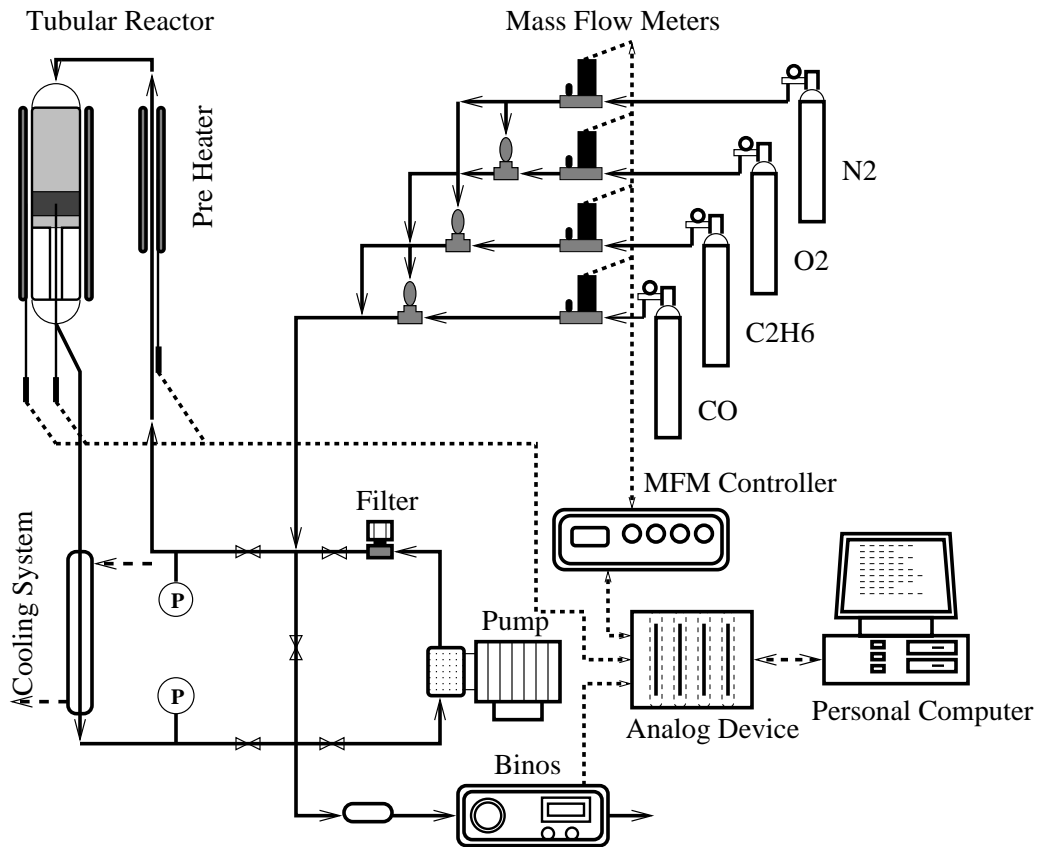 Tubular Reactor
Mass Flow Meters
Pre Heater
N2
O2
C2H6
CO
MFM Controller
Filter
Cooling System
P
Pump
P
Analog Device
Personal Computer
Binos